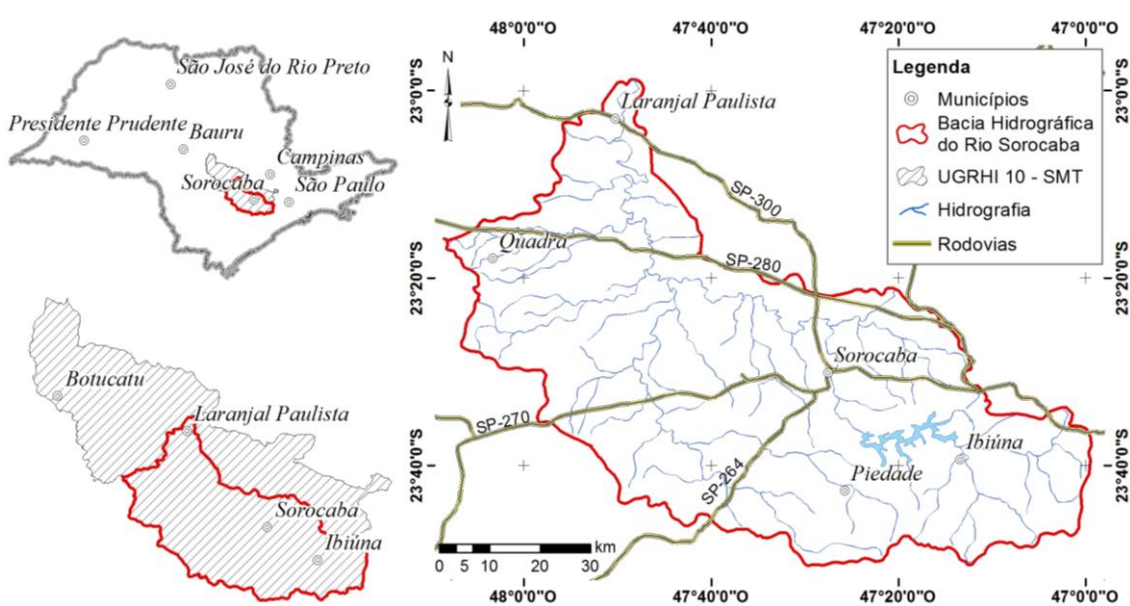 São José do Rio Preto
Presidente Prudente
Bauru
Campinas
Sorocaba
São Paulo
Botucatu
Laranjal Paulista
Sorocaba
Ibiúna
48°0'0"O
47°40'0"O
47°20'0"O
47°0'0"O
23°0'0"S
23°20'0"S
23°40'0"S
N
Laranjal Paulista
SP-300
Quadra
SP-280
Sorocaba
SP-270
SP-264
Piedade
Ibiúna
Legenda
Municípios
Bacia Hidrográfica
do Rio Sorocaba
UGRHI 10 - SMT
Hidrografia
Rodovias
23°0'0"S
23°20'0"S
23°40'0"S
km
0 5 10 20 30
48°0'0"O
47°40'0"O
47°20'0"O
47°0'0"O